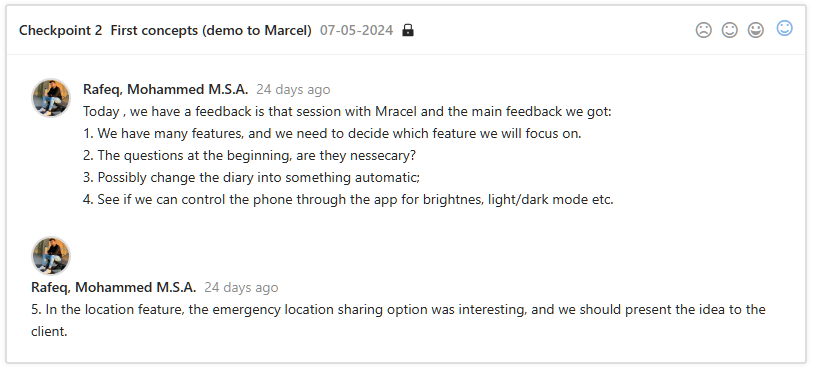 Checkpoint 2 First concepts (demo to Marcel) 07-05-2024
Rafeq, Mohammed M.S.A. 24 days ago
Today , we have a feedback is that session with Mracel and the main feedback we got:
1. We have many features, and we need to decide which feature we will focus on.
2. The questions at the beginning, are they nessecary?
3. Possibly change the diary into something automatic;
4. See if we can control the phone through the app for brightnes, light/dark mode etc.
Rafeq, Mohammed M.S.A. 24 days ago
5. In the location feature, the emergency location sharing option was interesting, and we should present the idea to the
client.